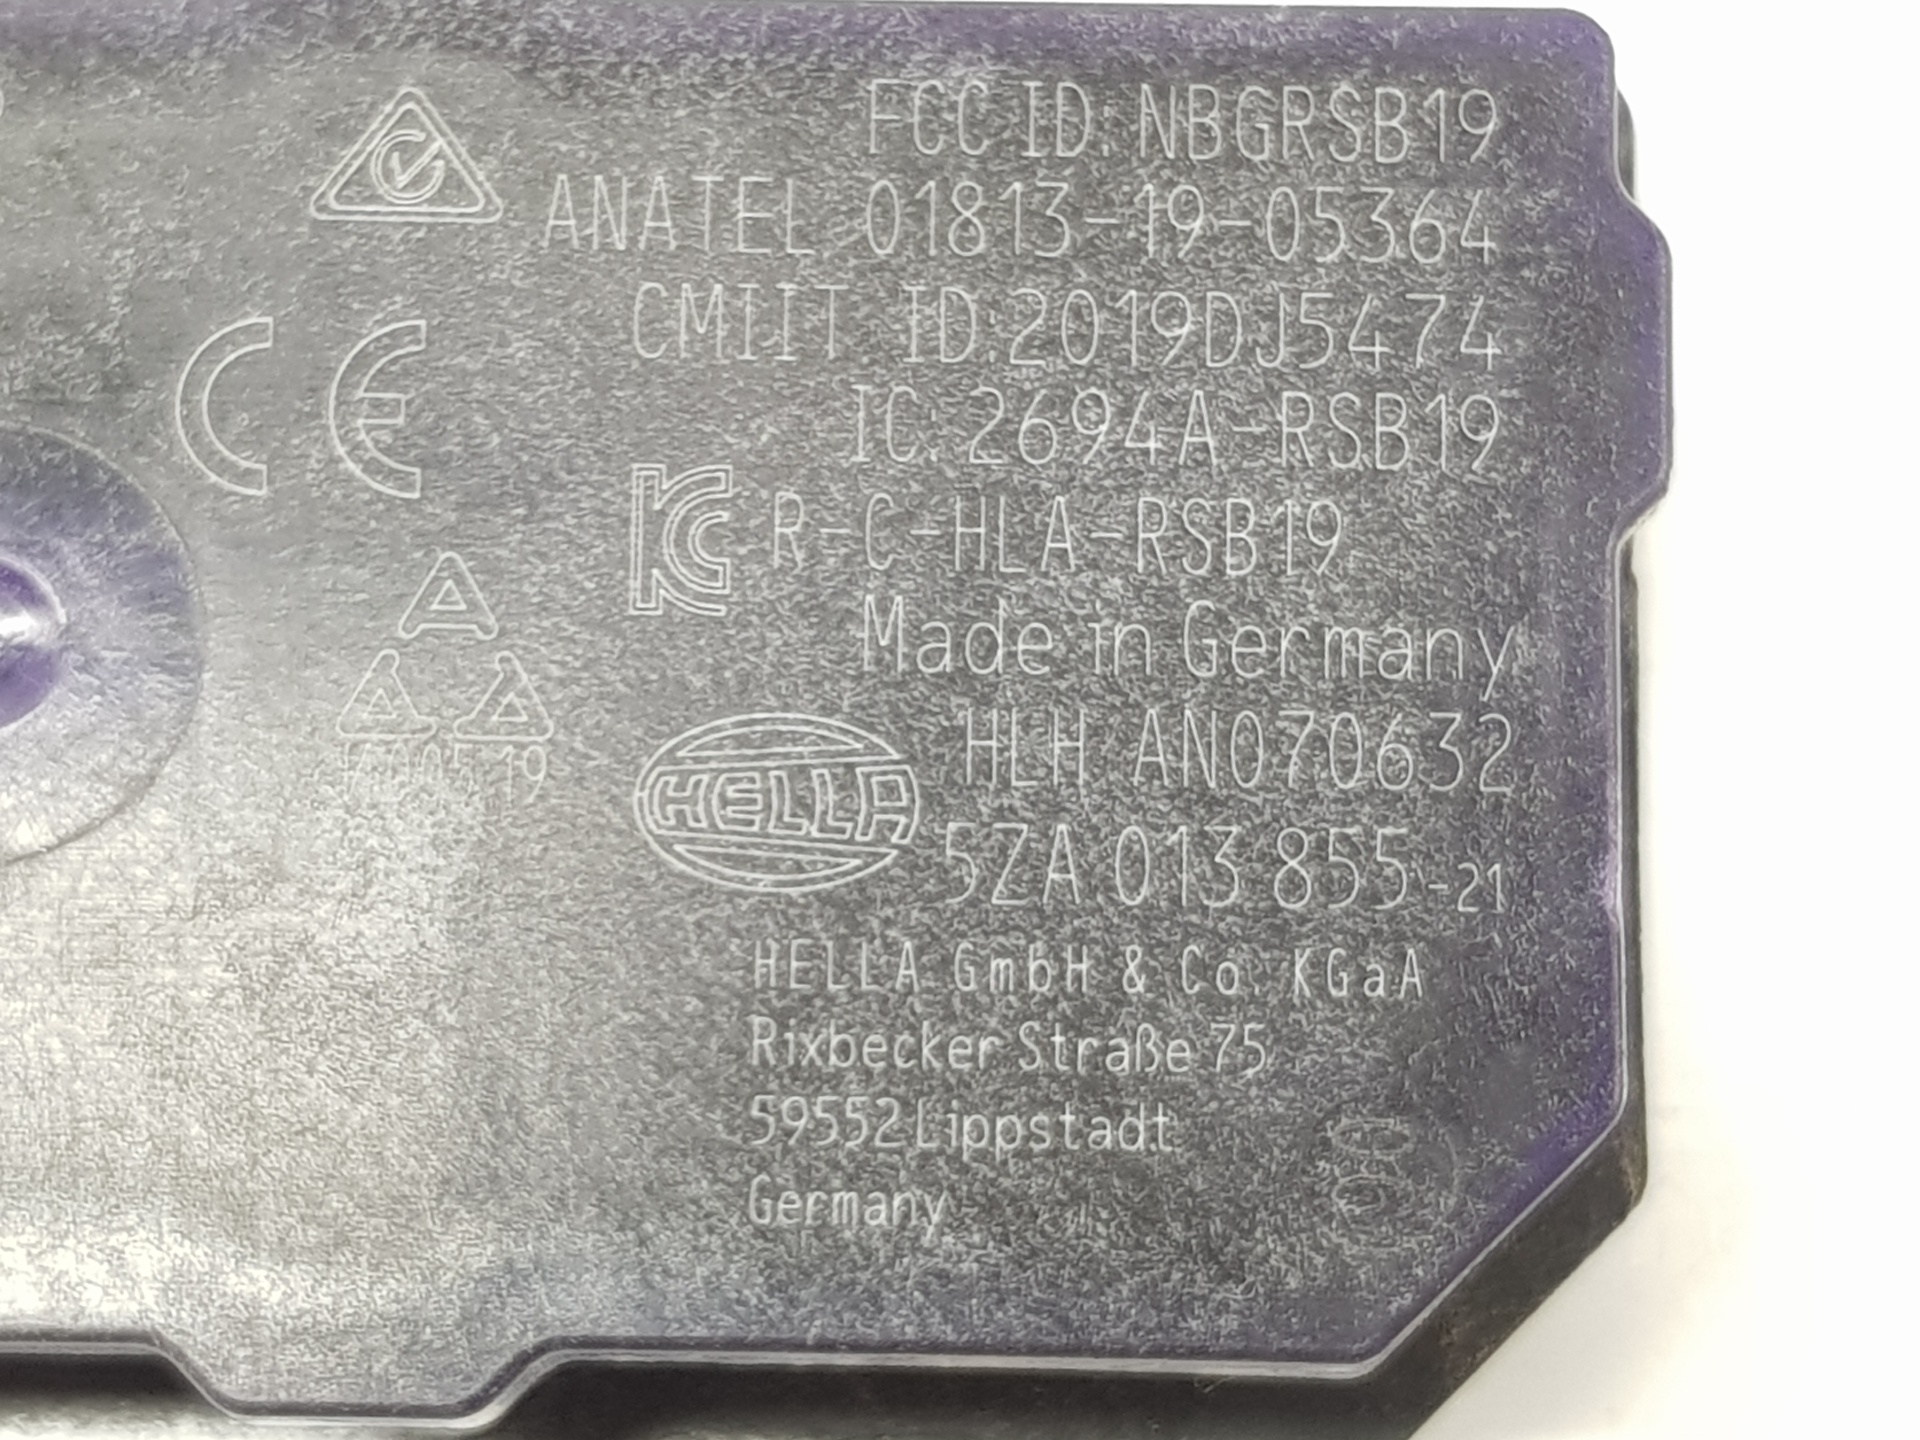 FCC ID: NBGRSB19
ANATEL 01813-19-05364
CMIIT ID:2019DJ5474
CE
IC: 2694A-RSB19
R-C-HLA-RSB19
Made in Germany
HLH AN070632
HELLA
5ZA 013 855-21
HELLA GmbH & Co. KGaA
Rixbecker Straße 75
59552 Lippstadt
Germany